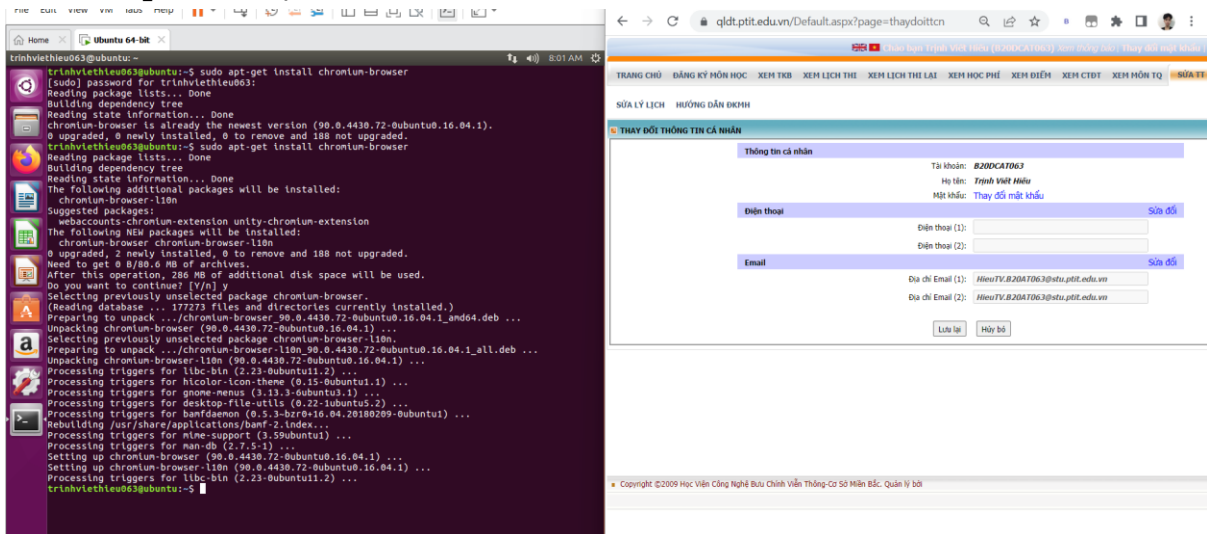 File Edit View VM Tabs Help
Home
Ubuntu 64-bit
trinhviethieu063@ubuntu: ~
8:01 AM
trinhviethieu063@ubuntu:~$ sudo apt-get install chromium-browser
[sudo] password for trinhviethieu063:
Reading package lists... Done
Building dependency tree
Reading state information... Done
chromium-browser is already the newest version (90.0.4430.72-0ubuntu0.16.04.1).
0 upgraded, 0 newly installed, 0 to remove and 188 not upgraded.
trinhviethieu063@ubuntu:~$ sudo apt-get install chromium-browser
Reading package lists... Done
Building dependency tree
Reading state information... Done
The following additional packages will be installed:
chromium-browser-l10n
Suggested packages:
webaccounts-chromium-extension unity-chromium-extension
The following NEW packages will be installed:
chromium-browser chromium-browser-l10n
0 upgraded, 2 newly installed, 0 to remove and 188 not upgraded.
Need to get 0 B/80.6 MB of archives.
After this operation, 286 MB of additional disk space will be used.
Do you want to continue? [Y/n] y
Selecting previously unselected package chromium-browser.
(Reading database ... 177273 files and directories currently installed.)
Preparing to unpack .../chromium-browser_90.0.4430.72-0ubuntu0.16.04.1_amd64.deb ...
Unpacking chromium-browser (90.0.4430.72-0ubuntu0.16.04.1) ...
Selecting previously unselected package chromium-browser-l10n.
Preparing to unpack .../chromium-browser-l10n_90.0.4430.72-0ubuntu0.16.04.1_all.deb ...
Unpacking chromium-browser-l10n (90.0.4430.72-0ubuntu0.16.04.1) ...
Processing triggers for libc-bin (2.23-0ubuntu11.2) ...
Processing triggers for hicolor-icon-theme (0.15-0ubuntu1.1) ...
Processing triggers for gnome-menus (3.13.3-6ubuntu3.1) ...
Processing triggers for desktop-file-utils (0.22-1ubuntu5.2) ...
Processing triggers for bamfdaemon (0.5.3~bzr0+16.04.20180209-0ubuntu1) ...
Rebuilding /usr/share/applications/bamf-2.index...
Processing triggers for mime-support (3.59ubuntu1) ...
Processing triggers for man-db (2.7.5-1) ...
Setting up chromium-browser (90.0.4430.72-0ubuntu0.16.04.1) ...
Setting up chromium-browser-l10n (90.0.4430.72-0ubuntu0.16.04.1) ...
Processing triggers for libc-bin (2.23-0ubuntu11.2) ...
trinhviethieu063@ubuntu:~$
qldt.ptit.edu.vn/Default.aspx?page=thaydoittcn
Chào bạn Trịnh Viết Hiếu (B20DCAT063) Xem thông báo | Thay đổi mật khẩu
TRANG CHỦ ĐĂNG KÝ MÔN HỌC XEM TKB XEM LỊCH THI XEM LỊCH THI LẠI XEM HỌC PHÍ XEM ĐIỂM XEM CTĐT XEM MÔN TQ SỬA TT
SỬA LÝ LỊCH HƯỚNG DẪN ĐKMH
THAY ĐỔI THÔNG TIN CÁ NHÂN
Thông tin cá nhân
Tài khoản: B20DCAT063
Họ tên: Trịnh Viết Hiếu
Mật khẩu: Thay đổi mật khẩu
Điện thoại Sửa đổi
Điện thoại (1):
Điện thoại (2):
Email Sửa đổi
Địa chỉ Email (1): HieuTV.B20AT063@stu.ptit.edu.vn
Địa chỉ Email (2): HieuTV.B20AT063@stu.ptit.edu.vn
Lưu lại Hủy bỏ
Copyright ©2009 Học Viện Công Nghệ Bưu Chính Viễn Thông-Cơ Sở Miền Bắc. Quản lý bởi